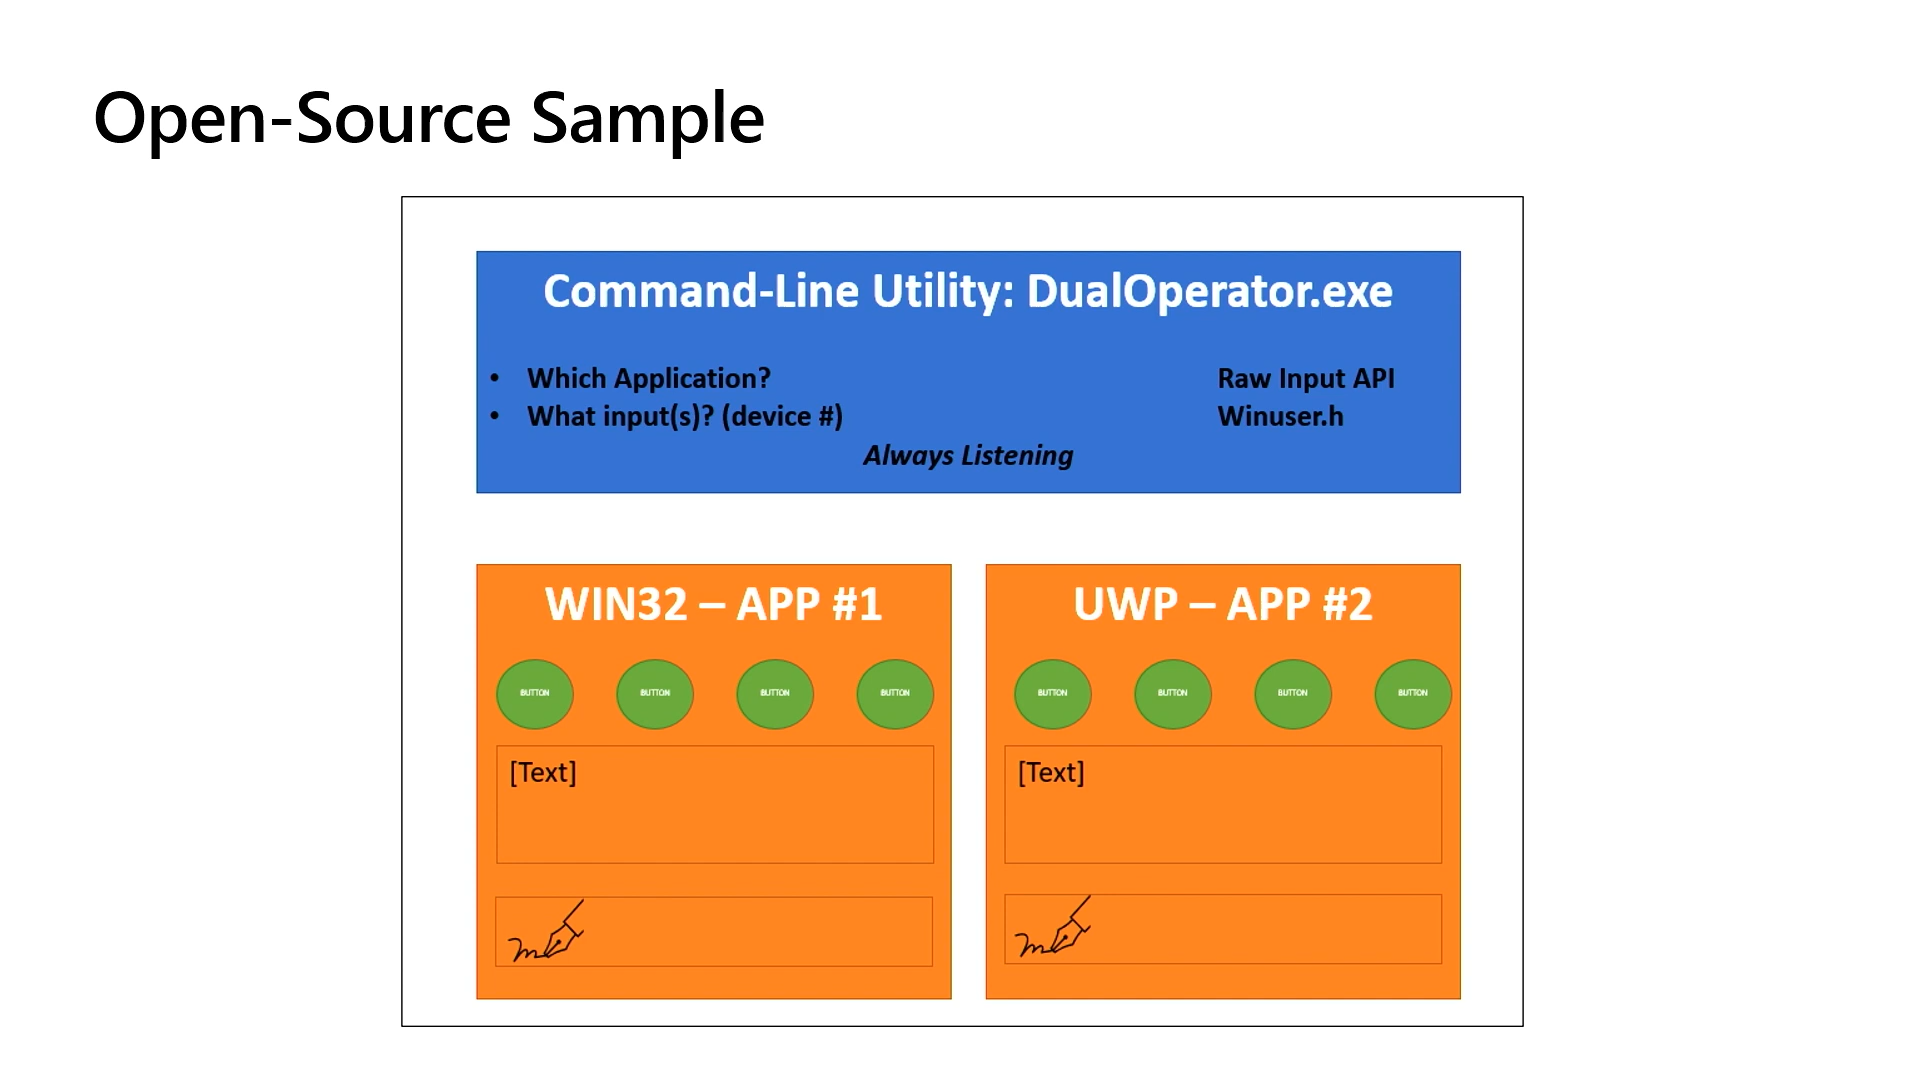 Open-Source Sample
Command-Line Utility: DualOperator.exe
• Which Application? Raw Input API
• What input(s)? (device #) Winuser.h
Always Listening
WIN32 – APP #1
BUTTON BUTTON BUTTON BUTTON
[Text]
UWP – APP #2
BUTTON BUTTON BUTTON BUTTON
[Text]